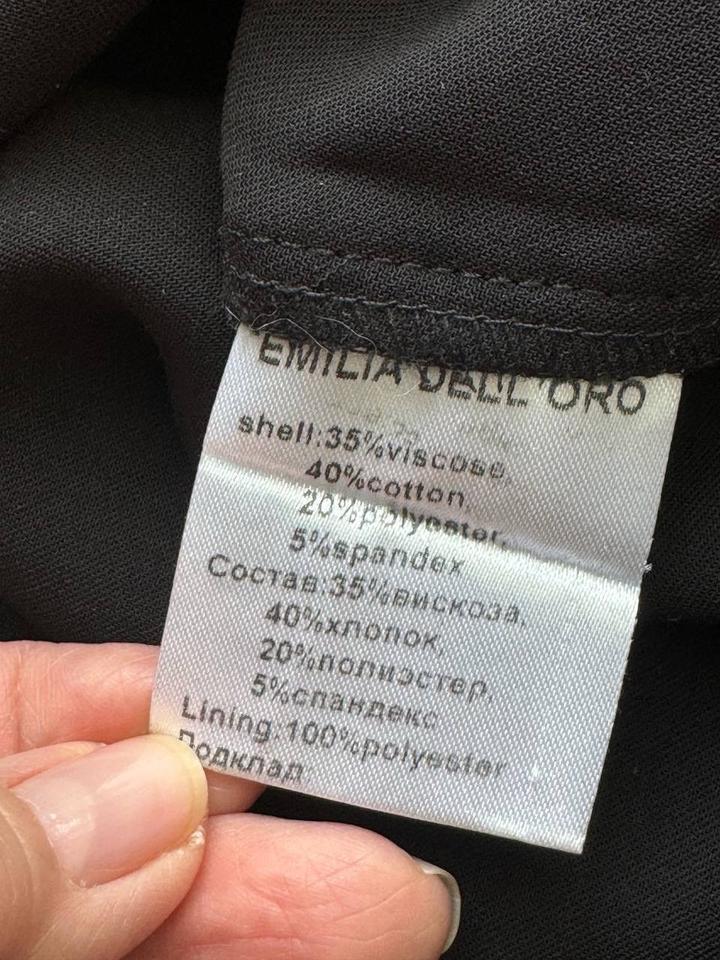 EMILIA DELL'ORO
shell:35%viscose,
40%cotton,
20%polyester,
5%spandex
Состав:35%вискоза,
40%хлопок,
20%полиэстер,
5%спандекс
Lining:100%polyester
Подклад: